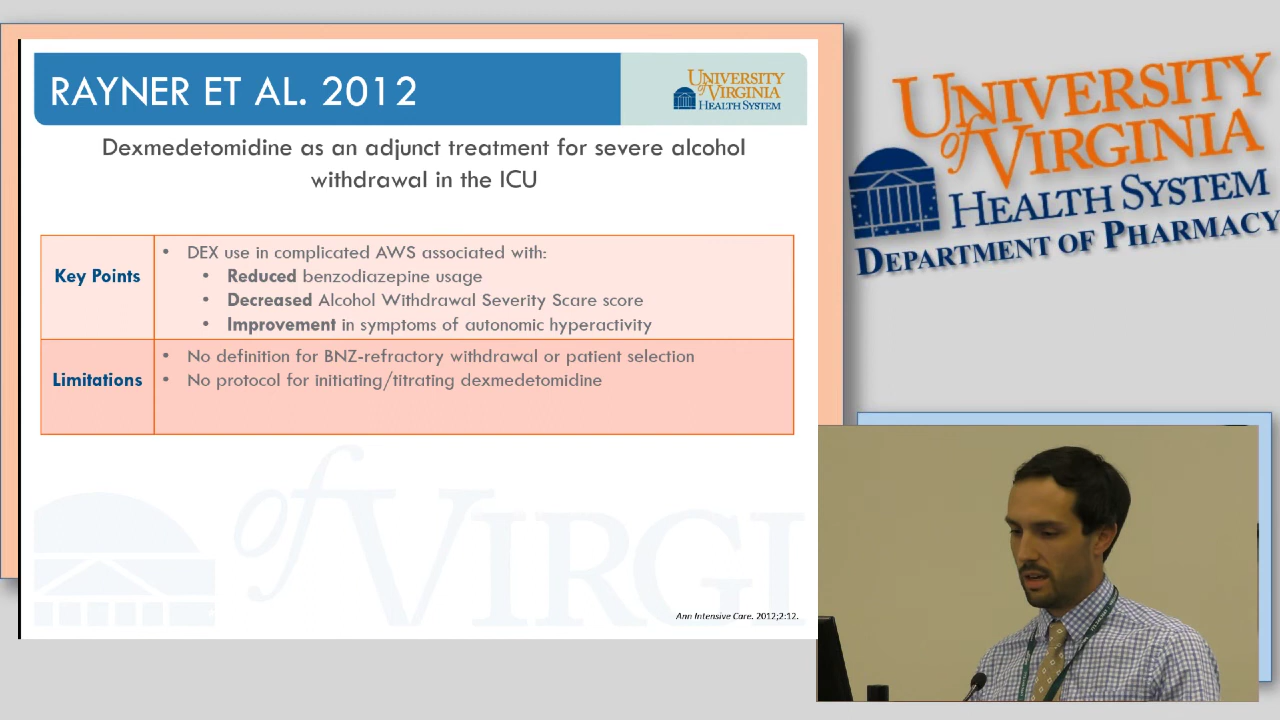 RAYNER ET AL. 2012
UNIVERSITY
of VIRGINIA
HEALTH SYSTEM
Dexmedetomidine as an adjunct treatment for severe alcohol
withdrawal in the ICU
Key Points
• DEX use in complicated AWS associated with:
• Reduced benzodiazepine usage
• Decreased Alcohol Withdrawal Severity Scare score
• Improvement in symptoms of autonomic hyperactivity
Limitations
• No definition for BNZ-refractory withdrawal or patient selection
• No protocol for initiating/titrating dexmedetomidine
of VIRGI
Ann Intensive Care. 2012;2:12.
UNIVERSITY
of VIRGINIA
HEALTH SYSTEM
DEPARTMENT OF PHARMACY